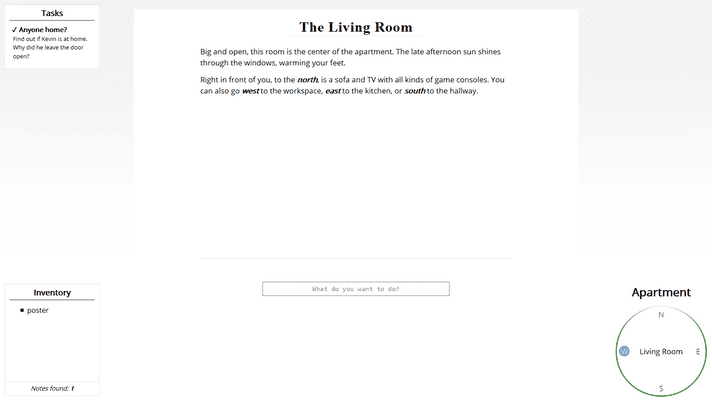 Tasks
✓ Anyone home?
Find out if Kevin is at home.
Why did he leave the door
open?
The Living Room
Big and open, this room is the center of the apartment. The late afternoon sun shines
through the windows, warming your feet.
Right in front of you, to the north, is a sofa and TV with all kinds of game consoles. You
can also go west to the workspace, east to the kitchen, or south to the hallway.
What do you want to do?
Inventory
poster
Notes found: 1
Apartment
N
W Living Room E
S